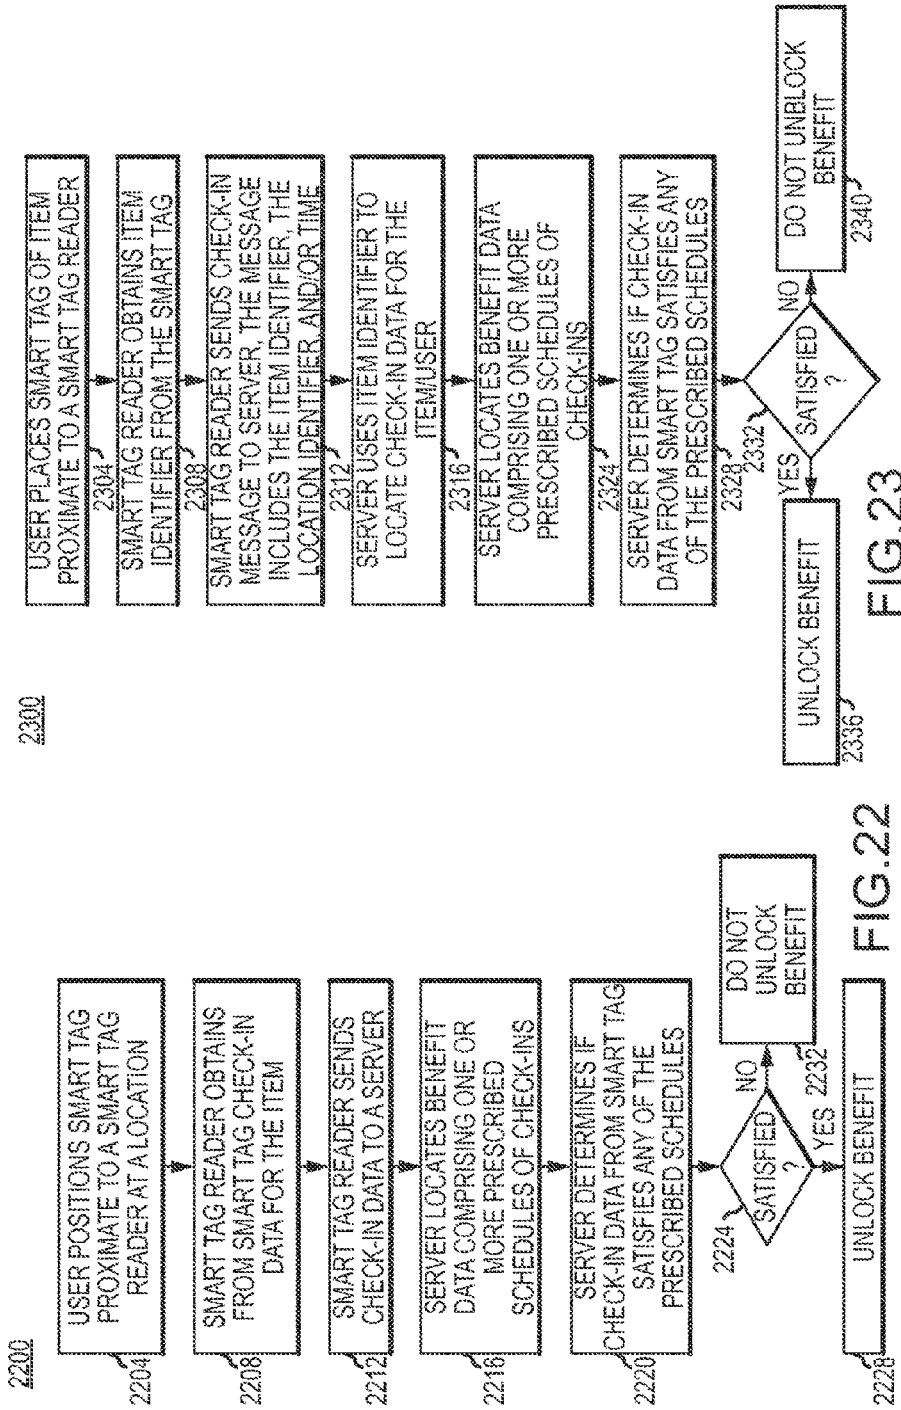 2200
USER POSITIONS SMART TAG
PROXIMATE TO A SMART TAG
READER AT A LOCATION
2204
SMART TAG READER OBTAINS
FROM SMART TAG CHECK-IN
DATA FOR THE ITEM
2208
SMART TAG READER SENDS
CHECK-IN DATA TO A SERVER
2212
SERVER LOCATES BENEFIT
DATA COMPRISING ONE OR
MORE PRESCRIBED
SCHEDULES OF CHECK-INS
2216
SERVER DETERMINES IF
CHECK-IN DATA FROM SMART TAG
SATISFIES ANY OF THE
PRESCRIBED SCHEDULES
2220
2224
SATISFIED
?
NO
DO NOT
UNLOCK
BENEFIT
2232
YES
UNLOCK BENEFIT
2228
FIG.22
2300
USER PLACES SMART TAG OF ITEM
PROXIMATE TO A SMART TAG READER
2304
SMART TAG READER OBTAINS ITEM
IDENTIFIER FROM THE SMART TAG
2308
SMART TAG READER SENDS CHECK-IN
MESSAGE TO SERVER, THE MESSAGE
INCLUDES THE ITEM IDENTIFIER, THE
LOCATION IDENTIFIER AND/OR TIME
2312
SERVER USES ITEM IDENTIFIER TO
LOCATE CHECK-IN DATA FOR THE
ITEM/USER
2316
SERVER LOCATES BENEFIT DATA
COMPRISING ONE OR MORE
PRESCRIBED SCHEDULES OF
CHECK-INS
2324
SERVER DETERMINES IF CHECK-IN
DATA FROM SMART TAG SATISFIES ANY
OF THE PRESCRIBED SCHEDULES
2328
2332
SATISFIED
?
YES
NO
UNLOCK BENEFIT
2336
DO NOT UNBLOCK
BENEFIT
2340
FIG.23